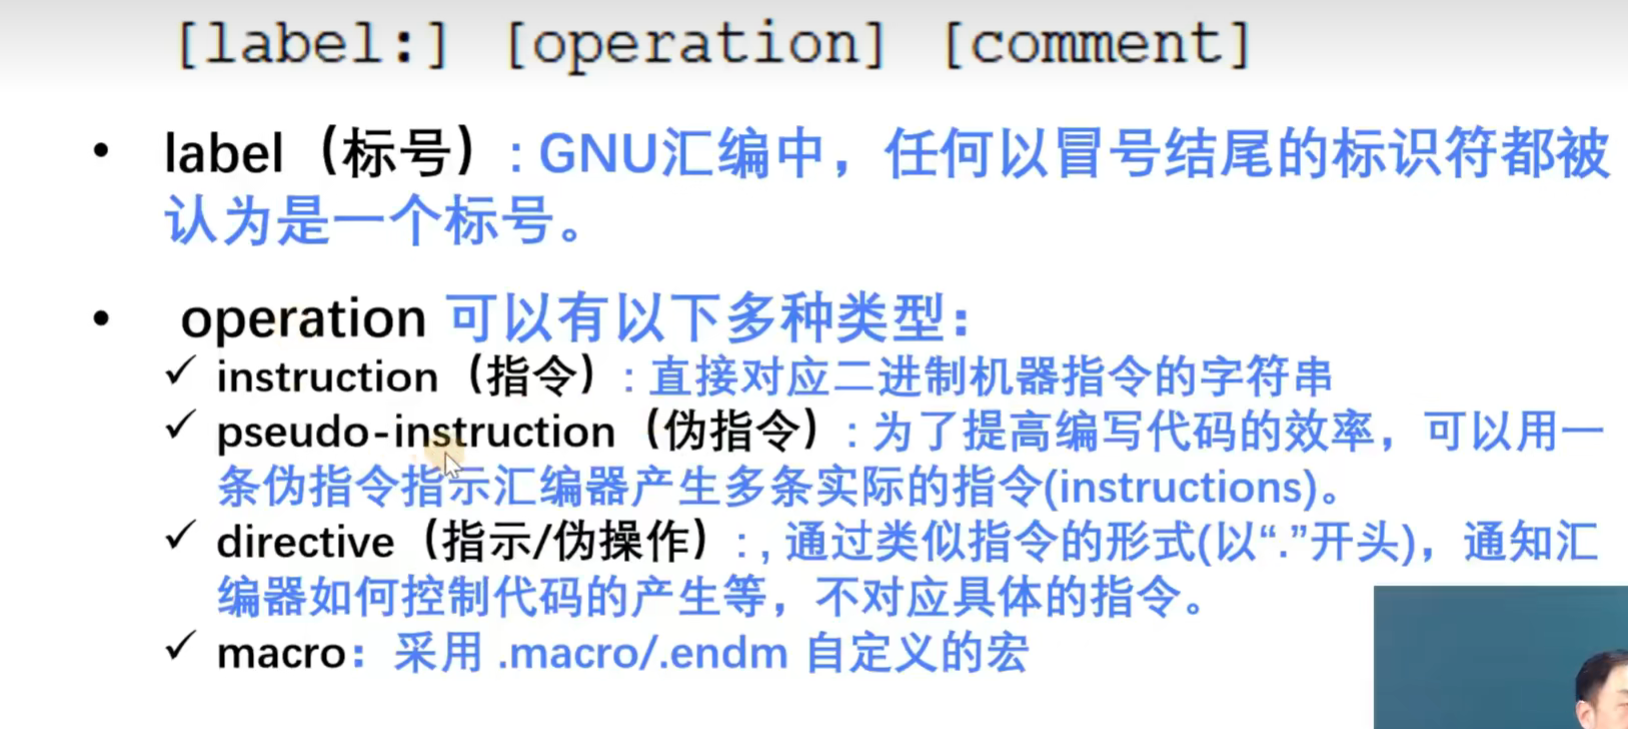 [label:] [operation] [comment]
• label（标号）: GNU汇编中，任何以冒号结尾的标识符都被
认为是一个标号。
• operation 可以有以下多种类型：
✓ instruction（指令）: 直接对应二进制机器指令的字符串
✓ pseudo-instruction（伪指令）: 为了提高编写代码的效率，可以用一
条伪指令指示汇编器产生多条实际的指令(instructions)。
✓ directive（指示/伪操作）: , 通过类似指令的形式(以“.”开头)，通知汇
编器如何控制代码的产生等，不对应具体的指令。
✓ macro：采用 .macro/.endm 自定义的宏